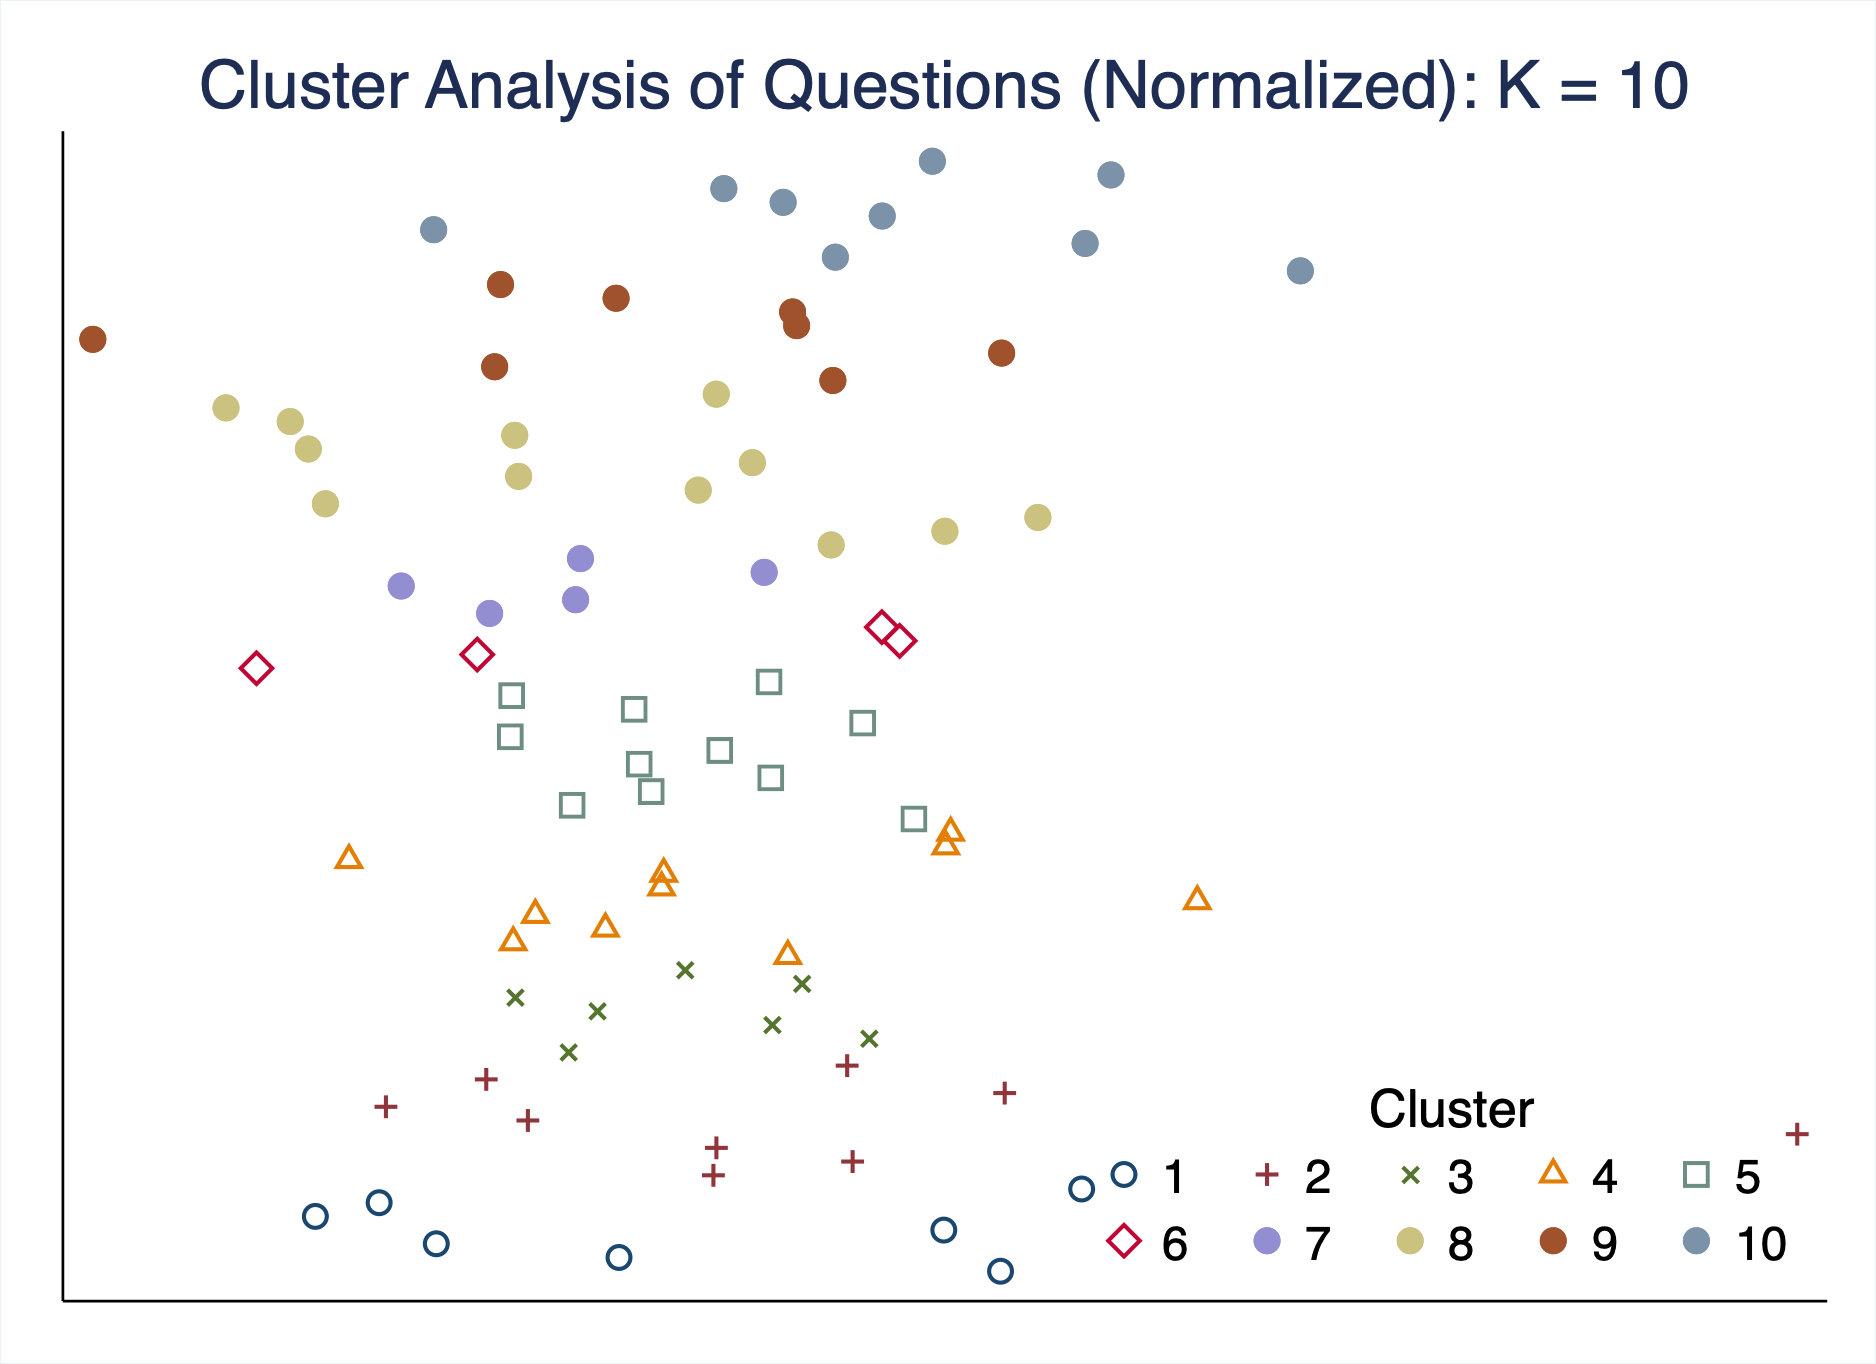 Cluster Analysis of Questions (Normalized): K = 10
Cluster
1 2 3 4 5
6 7 8 9 10